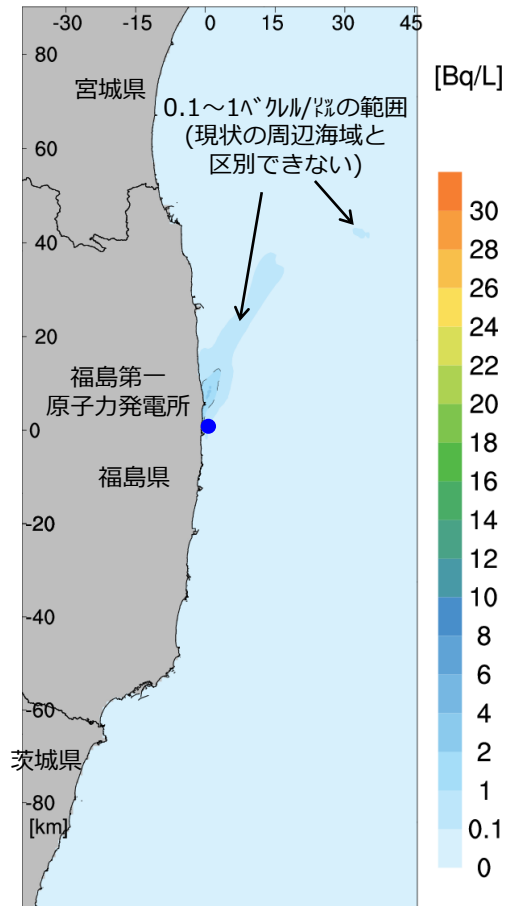 -30 -15 0 15 30 45
[Bq/L]
80
宮城県
0.1～1ﾍﾞｸﾚﾙ/ﾘｯﾄﾙの範囲
(現状の周辺海域と
区別できない)
60
40
20
福島第一
原子力発電所
0
福島県
-20
-40
-60
茨城県
-80
[km]
30
28
26
24
22
20
18
16
14
12
10
8
6
4
2
1
0.1
0